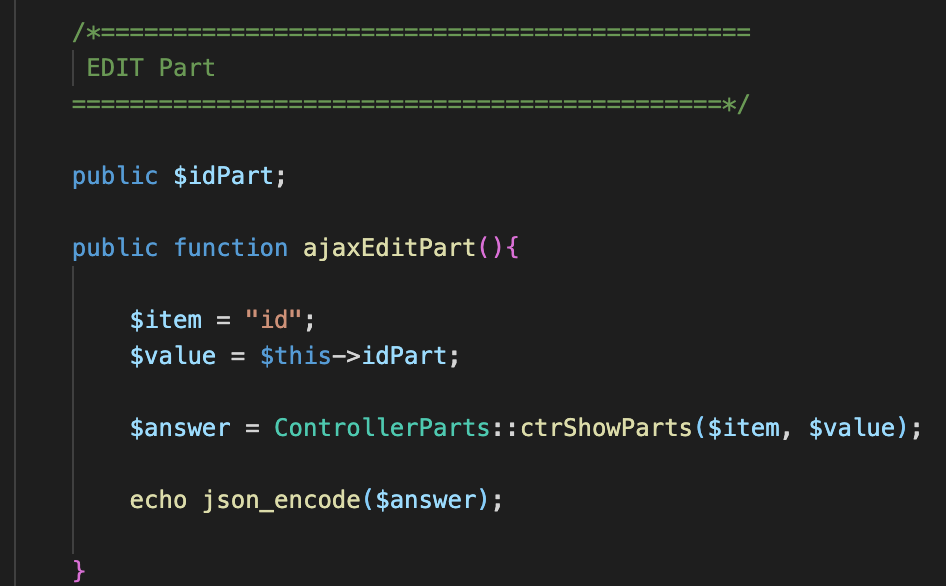 /*=============================================
EDIT Part
=============================================*/
public $idPart;
public function ajaxEditPart(){
$item = "id";
$value = $this->idPart;
$answer = ControllerParts::ctrShowParts($item, $value);
echo json_encode($answer);
}